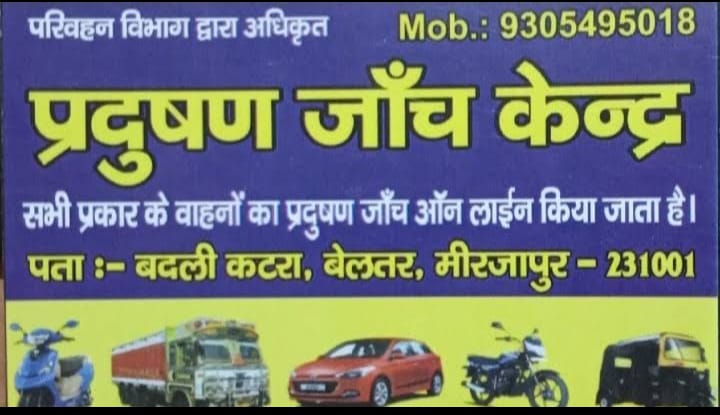 परिवहन विभाग द्वारा अधिकृत Mob.: 9305495018
प्रदुषण जाँच केन्द्र
सभी प्रकार के वाहनों का प्रदुषण जाँच ऑन लाईन किया जाता है।
पता :- बदली कटरा, बेलतर, मीरजापुर - 231001